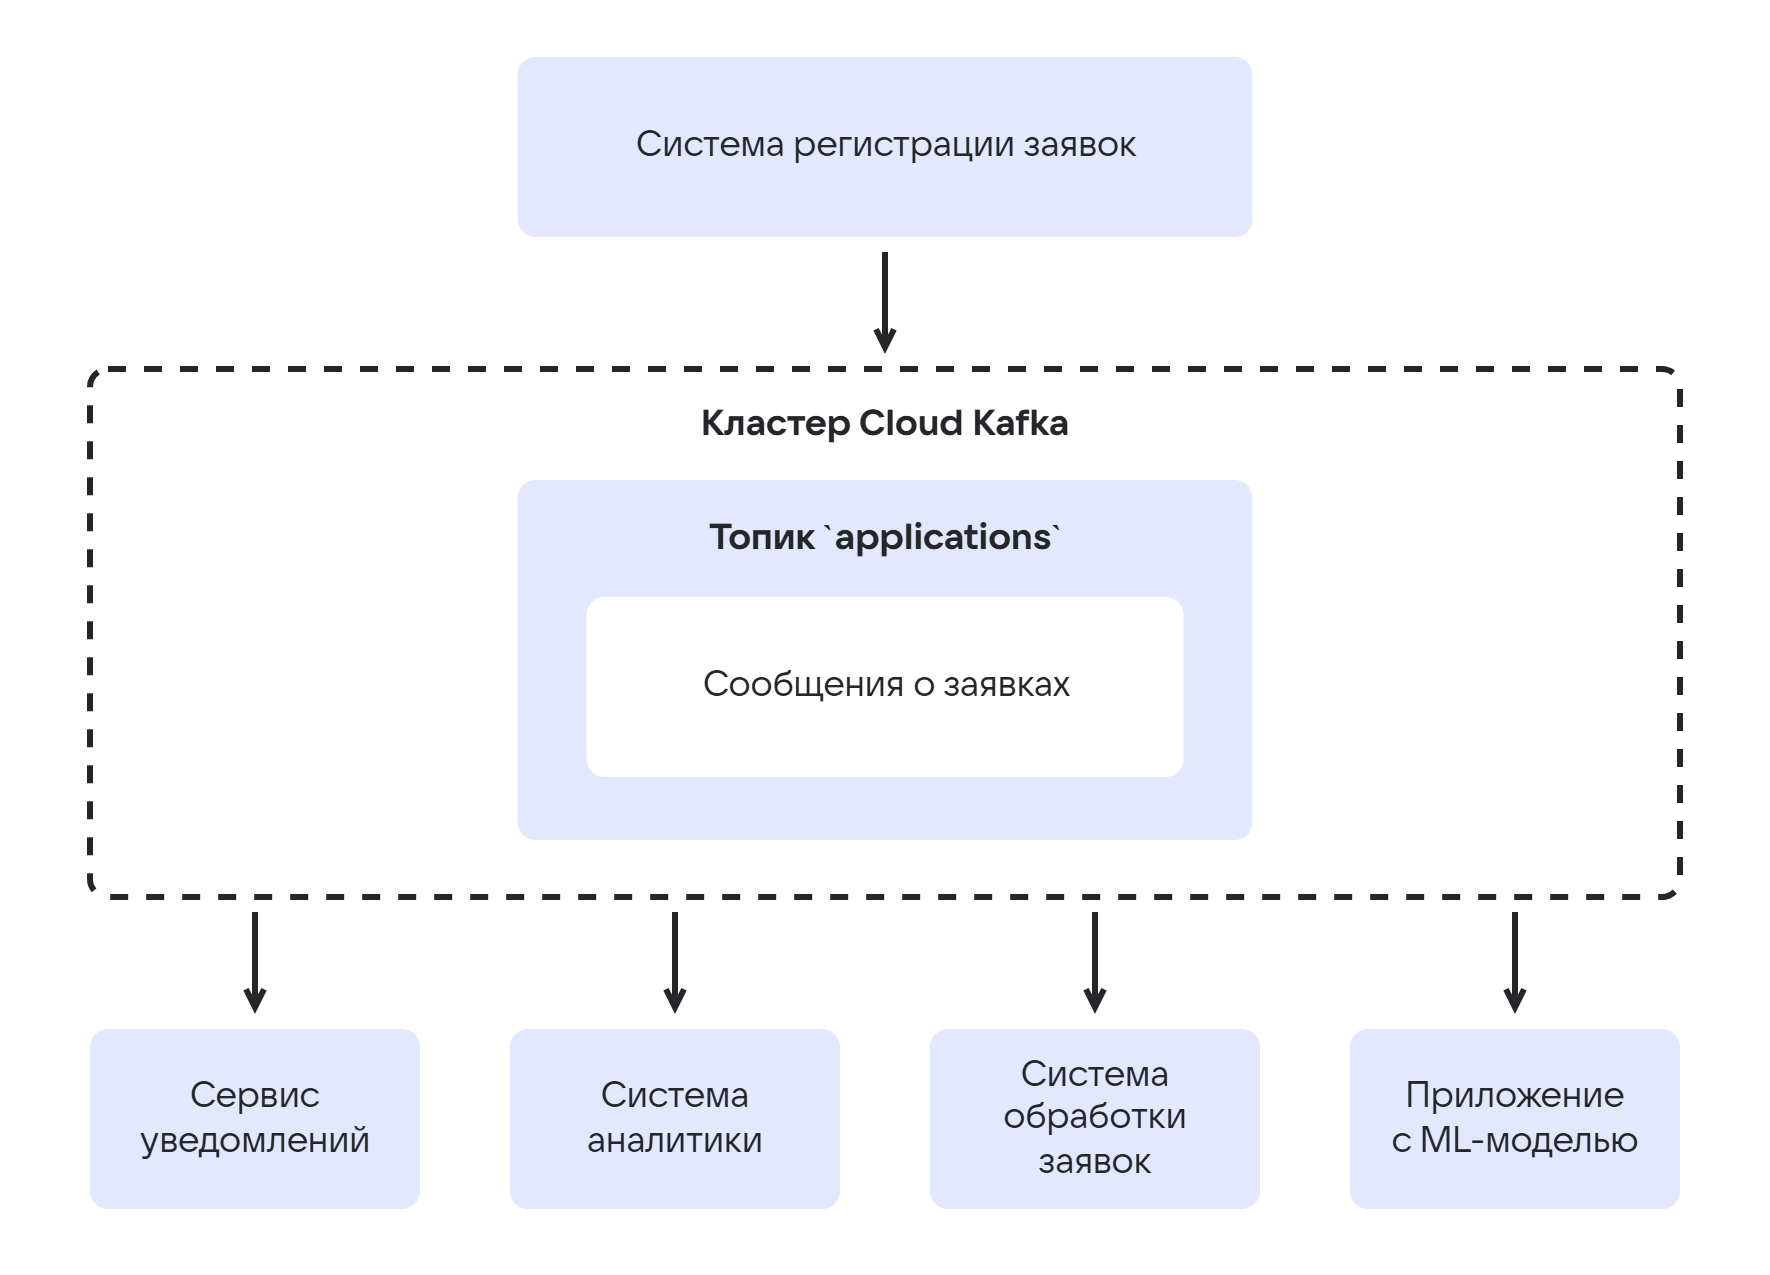 Система регистрации заявок
Кластер Cloud Kafka
Топик `applications`
Сообщения о заявках
Сервис
уведомлений
Система
аналитики
Система
обработки
заявок
Приложение
с ML-моделью